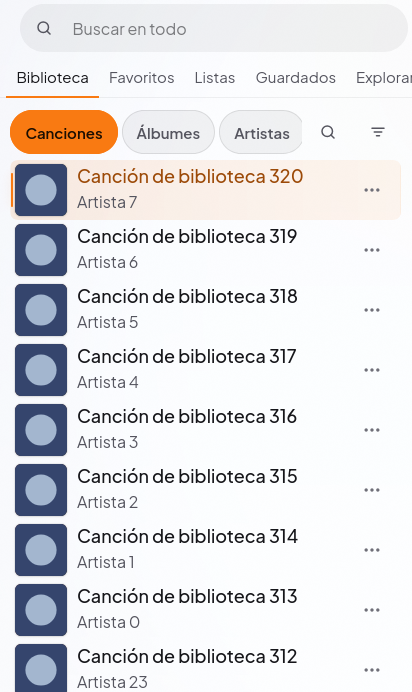 Buscar en todo
Biblioteca Favoritos Listas Guardados Explorar
Canciones Álbumes Artistas
Canción de biblioteca 320
Artista 7
Canción de biblioteca 319
Artista 6
Canción de biblioteca 318
Artista 5
Canción de biblioteca 317
Artista 4
Canción de biblioteca 316
Artista 3
Canción de biblioteca 315
Artista 2
Canción de biblioteca 314
Artista 1
Canción de biblioteca 313
Artista 0
Canción de biblioteca 312
Artista 23